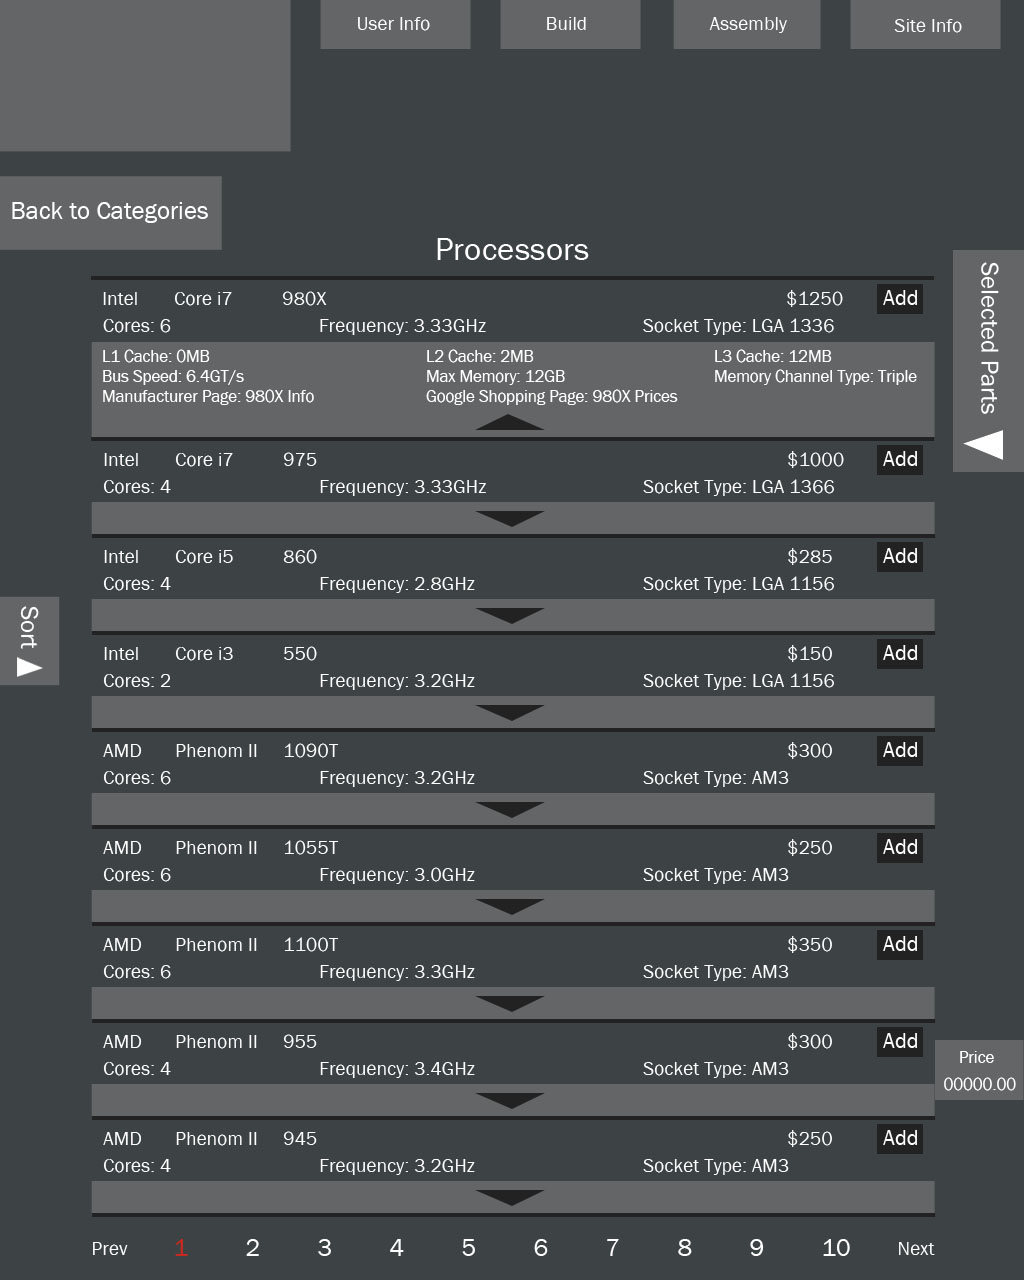 User Info Build Assembly Site Info
Back to Categories
Processors
Selected Parts
Intel Core i7 980X $1250 Add
Cores: 6 Frequency: 3.33GHz Socket Type: LGA 1336
L1 Cache: 0MB L2 Cache: 2MB L3 Cache: 12MB
Bus Speed: 6.4GT/s Max Memory: 12GB Memory Channel Type: Triple
Manufacturer Page: 980X Info Google Shopping Page: 980X Prices
Intel Core i7 975 $1000 Add
Cores: 4 Frequency: 3.33GHz Socket Type: LGA 1366
Intel Core i5 860 $285 Add
Cores: 4 Frequency: 2.8GHz Socket Type: LGA 1156
Sort
Intel Core i3 550 $150 Add
Cores: 2 Frequency: 3.2GHz Socket Type: LGA 1156
AMD Phenom II 1090T $300 Add
Cores: 6 Frequency: 3.2GHz Socket Type: AM3
AMD Phenom II 1055T $250 Add
Cores: 6 Frequency: 3.0GHz Socket Type: AM3
AMD Phenom II 1100T $350 Add
Cores: 6 Frequency: 3.3GHz Socket Type: AM3
AMD Phenom II 955 $300 Add
Cores: 4 Frequency: 3.4GHz Socket Type: AM3
Price
00000.00
AMD Phenom II 945 $250 Add
Cores: 4 Frequency: 3.2GHz Socket Type: AM3
Prev 1 2 3 4 5 6 7 8 9 10 Next